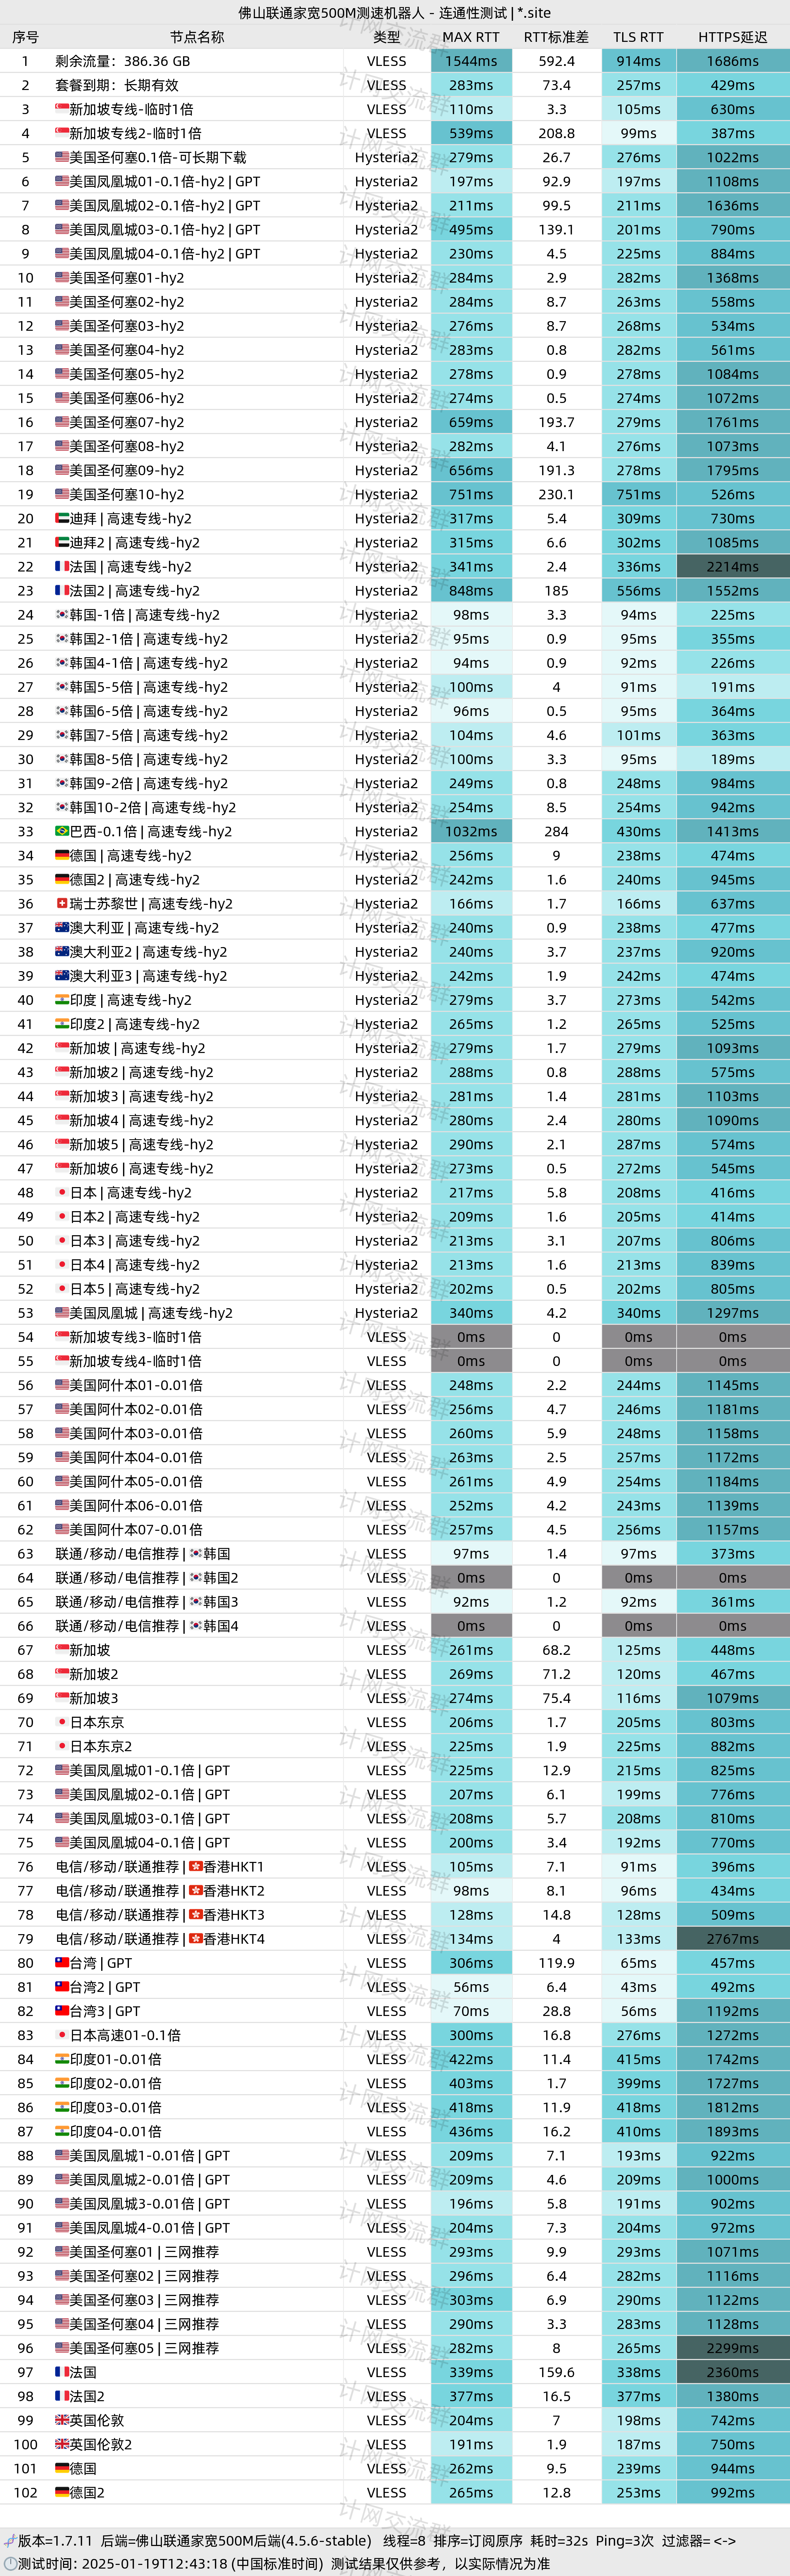 佛山联通家宽500M测速机器人 - 连通性测试 | *.site
序号 节点名称 类型 MAX RTT RTT标准差 TLS RTT HTTPS延迟
1 剩余流量：386.36 GB VLESS 1544ms 592.4 914ms 1686ms
2 套餐到期：长期有效 VLESS 283ms 73.4 257ms 429ms
3 🇸🇬新加坡专线-临时1倍 VLESS 110ms 3.3 105ms 630ms
4 🇸🇬新加坡专线2-临时1倍 VLESS 539ms 208.8 99ms 387ms
5 🇺🇸美国圣何塞0.1倍-可长期下载 Hysteria2 279ms 26.7 276ms 1022ms
6 🇺🇸美国凤凰城01-0.1倍-hy2 | GPT Hysteria2 197ms 92.9 197ms 1108ms
7 🇺🇸美国凤凰城02-0.1倍-hy2 | GPT Hysteria2 211ms 99.5 211ms 1636ms
8 🇺🇸美国凤凰城03-0.1倍-hy2 | GPT Hysteria2 495ms 139.1 201ms 790ms
9 🇺🇸美国凤凰城04-0.1倍-hy2 | GPT Hysteria2 230ms 4.5 225ms 884ms
10 🇺🇸美国圣何塞01-hy2 Hysteria2 284ms 2.9 282ms 1368ms
11 🇺🇸美国圣何塞02-hy2 Hysteria2 284ms 8.7 263ms 558ms
12 🇺🇸美国圣何塞03-hy2 Hysteria2 276ms 8.7 268ms 534ms
13 🇺🇸美国圣何塞04-hy2 Hysteria2 283ms 0.8 282ms 561ms
14 🇺🇸美国圣何塞05-hy2 Hysteria2 278ms 0.9 278ms 1084ms
15 🇺🇸美国圣何塞06-hy2 Hysteria2 274ms 0.5 274ms 1072ms
16 🇺🇸美国圣何塞07-hy2 Hysteria2 659ms 193.7 279ms 1761ms
17 🇺🇸美国圣何塞08-hy2 Hysteria2 282ms 4.1 276ms 1073ms
18 🇺🇸美国圣何塞09-hy2 Hysteria2 656ms 191.3 278ms 1795ms
19 🇺🇸美国圣何塞10-hy2 Hysteria2 751ms 230.1 751ms 526ms
20 🇦🇪迪拜 | 高速专线-hy2 Hysteria2 317ms 5.4 309ms 730ms
21 🇦🇪迪拜2 | 高速专线-hy2 Hysteria2 315ms 6.6 302ms 1085ms
22 🇫🇷法国 | 高速专线-hy2 Hysteria2 341ms 2.4 336ms 2214ms
23 🇫🇷法国2 | 高速专线-hy2 Hysteria2 848ms 185 556ms 1552ms
24 🇰🇷韩国-1倍 | 高速专线-hy2 Hysteria2 98ms 3.3 94ms 225ms
25 🇰🇷韩国2-1倍 | 高速专线-hy2 Hysteria2 95ms 0.9 95ms 355ms
26 🇰🇷韩国4-1倍 | 高速专线-hy2 Hysteria2 94ms 0.9 92ms 226ms
27 🇰🇷韩国5-5倍 | 高速专线-hy2 Hysteria2 100ms 4 91ms 191ms
28 🇰🇷韩国6-5倍 | 高速专线-hy2 Hysteria2 96ms 0.5 95ms 364ms
29 🇰🇷韩国7-5倍 | 高速专线-hy2 Hysteria2 104ms 4.6 101ms 363ms
30 🇰🇷韩国8-5倍 | 高速专线-hy2 Hysteria2 100ms 3.3 95ms 189ms
31 🇰🇷韩国9-2倍 | 高速专线-hy2 Hysteria2 249ms 0.8 248ms 984ms
32 🇰🇷韩国10-2倍 | 高速专线-hy2 Hysteria2 254ms 8.5 254ms 942ms
33 🇧🇷巴西-0.1倍 | 高速专线-hy2 Hysteria2 1032ms 284 430ms 1413ms
34 🇩🇪德国 | 高速专线-hy2 Hysteria2 256ms 9 238ms 474ms
35 🇩🇪德国2 | 高速专线-hy2 Hysteria2 242ms 1.6 240ms 945ms
36 🇨🇭瑞士苏黎世 | 高速专线-hy2 Hysteria2 166ms 1.7 166ms 637ms
37 🇦🇺澳大利亚 | 高速专线-hy2 Hysteria2 240ms 0.9 238ms 477ms
38 🇦🇺澳大利亚2 | 高速专线-hy2 Hysteria2 240ms 3.7 237ms 920ms
39 🇦🇺澳大利亚3 | 高速专线-hy2 Hysteria2 242ms 1.9 242ms 474ms
40 🇮🇳印度 | 高速专线-hy2 Hysteria2 279ms 3.7 273ms 542ms
41 🇮🇳印度2 | 高速专线-hy2 Hysteria2 265ms 1.2 265ms 525ms
42 🇸🇬新加坡 | 高速专线-hy2 Hysteria2 279ms 1.7 279ms 1093ms
43 🇸🇬新加坡2 | 高速专线-hy2 Hysteria2 288ms 0.8 288ms 575ms
44 🇸🇬新加坡3 | 高速专线-hy2 Hysteria2 281ms 1.4 281ms 1103ms
45 🇸🇬新加坡4 | 高速专线-hy2 Hysteria2 280ms 2.4 280ms 1090ms
46 🇸🇬新加坡5 | 高速专线-hy2 Hysteria2 290ms 2.1 287ms 574ms
47 🇸🇬新加坡6 | 高速专线-hy2 Hysteria2 273ms 0.5 272ms 545ms
48 🇯🇵日本 | 高速专线-hy2 Hysteria2 217ms 5.8 208ms 416ms
49 🇯🇵日本2 | 高速专线-hy2 Hysteria2 209ms 1.6 205ms 414ms
50 🇯🇵日本3 | 高速专线-hy2 Hysteria2 213ms 3.1 207ms 806ms
51 🇯🇵日本4 | 高速专线-hy2 Hysteria2 213ms 1.6 213ms 839ms
52 🇯🇵日本5 | 高速专线-hy2 Hysteria2 202ms 0.5 202ms 805ms
53 🇺🇸美国凤凰城 | 高速专线-hy2 Hysteria2 340ms 4.2 340ms 1297ms
54 🇸🇬新加坡专线3-临时1倍 VLESS 0ms 0 0ms 0ms
55 🇸🇬新加坡专线4-临时1倍 VLESS 0ms 0 0ms 0ms
56 🇺🇸美国阿什本01-0.01倍 VLESS 248ms 2.2 244ms 1145ms
57 🇺🇸美国阿什本02-0.01倍 VLESS 256ms 4.7 246ms 1181ms
58 🇺🇸美国阿什本03-0.01倍 VLESS 260ms 5.9 248ms 1158ms
59 🇺🇸美国阿什本04-0.01倍 VLESS 263ms 2.5 257ms 1172ms
60 🇺🇸美国阿什本05-0.01倍 VLESS 261ms 4.9 254ms 1184ms
61 🇺🇸美国阿什本06-0.01倍 VLESS 252ms 4.2 243ms 1139ms
62 🇺🇸美国阿什本07-0.01倍 VLESS 257ms 4.5 256ms 1157ms
63 联通/移动/电信推荐 | 🇰🇷韩国 VLESS 97ms 1.4 97ms 373ms
64 联通/移动/电信推荐 | 🇰🇷韩国2 VLESS 0ms 0 0ms 0ms
65 联通/移动/电信推荐 | 🇰🇷韩国3 VLESS 92ms 1.2 92ms 361ms
66 联通/移动/电信推荐 | 🇰🇷韩国4 VLESS 0ms 0 0ms 0ms
67 🇸🇬新加坡 VLESS 261ms 68.2 125ms 448ms
68 🇸🇬新加坡2 VLESS 269ms 71.2 120ms 467ms
69 🇸🇬新加坡3 VLESS 274ms 75.4 116ms 1079ms
70 🇯🇵日本东京 VLESS 206ms 1.7 205ms 803ms
71 🇯🇵日本东京2 VLESS 225ms 1.9 225ms 882ms
72 🇺🇸美国凤凰城01-0.1倍 | GPT VLESS 225ms 12.9 215ms 825ms
73 🇺🇸美国凤凰城02-0.1倍 | GPT VLESS 207ms 6.1 199ms 776ms
74 🇺🇸美国凤凰城03-0.1倍 | GPT VLESS 208ms 5.7 208ms 810ms
75 🇺🇸美国凤凰城04-0.1倍 | GPT VLESS 200ms 3.4 192ms 770ms
76 电信/移动/联通推荐 | 🇭🇰香港HKT1 VLESS 105ms 7.1 91ms 396ms
77 电信/移动/联通推荐 | 🇭🇰香港HKT2 VLESS 98ms 8.1 96ms 434ms
78 电信/移动/联通推荐 | 🇭🇰香港HKT3 VLESS 128ms 14.8 128ms 509ms
79 电信/移动/联通推荐 | 🇭🇰香港HKT4 VLESS 134ms 4 133ms 2767ms
80 🇹🇼台湾 | GPT VLESS 306ms 119.9 65ms 457ms
81 🇹🇼台湾2 | GPT VLESS 56ms 6.4 43ms 492ms
82 🇹🇼台湾3 | GPT VLESS 70ms 28.8 56ms 1192ms
83 🇯🇵日本高速01-0.1倍 VLESS 300ms 16.8 276ms 1272ms
84 🇮🇳印度01-0.01倍 VLESS 422ms 11.4 415ms 1742ms
85 🇮🇳印度02-0.01倍 VLESS 403ms 1.7 399ms 1727ms
86 🇮🇳印度03-0.01倍 VLESS 418ms 11.9 418ms 1812ms
87 🇮🇳印度04-0.01倍 VLESS 436ms 16.2 410ms 1893ms
88 🇺🇸美国凤凰城1-0.01倍 | GPT VLESS 209ms 7.1 193ms 922ms
89 🇺🇸美国凤凰城2-0.01倍 | GPT VLESS 209ms 4.6 209ms 1000ms
90 🇺🇸美国凤凰城3-0.01倍 | GPT VLESS 196ms 5.8 191ms 902ms
91 🇺🇸美国凤凰城4-0.01倍 | GPT VLESS 204ms 7.3 204ms 972ms
92 🇺🇸美国圣何塞01 | 三网推荐 VLESS 293ms 9.9 293ms 1071ms
93 🇺🇸美国圣何塞02 | 三网推荐 VLESS 296ms 6.4 282ms 1116ms
94 🇺🇸美国圣何塞03 | 三网推荐 VLESS 303ms 6.9 290ms 1122ms
95 🇺🇸美国圣何塞04 | 三网推荐 VLESS 290ms 3.3 283ms 1128ms
96 🇺🇸美国圣何塞05 | 三网推荐 VLESS 282ms 8 265ms 2299ms
97 🇫🇷法国 VLESS 339ms 159.6 338ms 2360ms
98 🇫🇷法国2 VLESS 377ms 16.5 377ms 1380ms
99 🇬🇧英国伦敦 VLESS 204ms 7 198ms 742ms
100 🇬🇧英国伦敦2 VLESS 191ms 1.9 187ms 750ms
101 🇩🇪德国 VLESS 262ms 9.5 239ms 944ms
102 🇩🇪德国2 VLESS 265ms 12.8 253ms 992ms
版本=1.7.11 后端=佛山联通家宽500M后端(4.5.6-stable) 线程=8 排序=订阅原序 耗时=32s Ping=3次 过滤器= <->
测试时间: 2025-01-19T12:43:18 (中国标准时间) 测试结果仅供参考，以实际情况为准
计网交流群